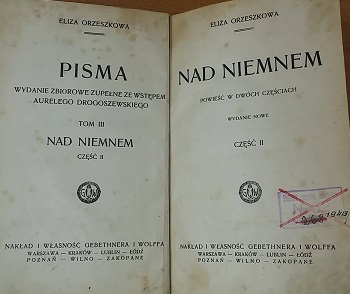 ELIZA ORZESZKOWA
PISMA
WYDANIE ZBIOROWE ZUPEŁNE ZE WSTĘPEM
AURELEGO DROGOSZEWSKIEGO
TOM III
NAD NIEMNEM
CZĘŚĆ II
NAKŁAD I WŁASNOŚĆ GEBETHNERA I WOLFFA
WARSZAWA — KRAKÓW — LUBLIN — ŁÓDŹ
POZNAŃ — WILNO — ZAKOPANE
ELIZA ORZESZKOWA
NAD NIEMNEM
POWIEŚĆ W DWÓCH CZĘŚCIACH
WYDANIE NOWE
CZĘŚĆ II
NAKŁAD I WŁASNOŚĆ GEBETHNERA I WOLFFA
WARSZAWA — KRAKÓW — LUBLIN — ŁÓDŹ
POZNAŃ — WILNO — ZAKOPANE